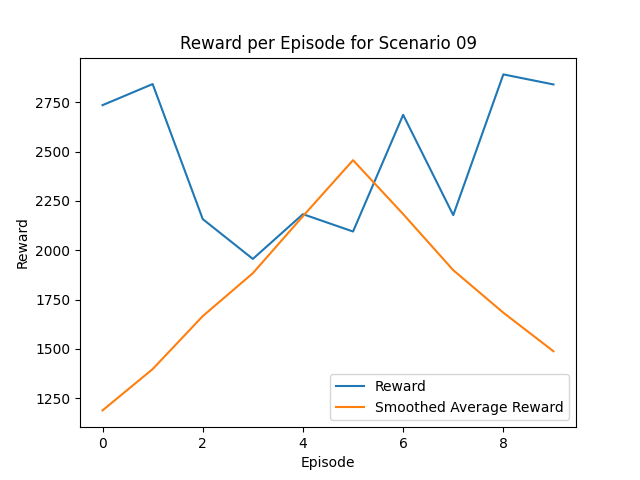 Reward per Episode for Scenario 09
Reward
2750
2500
2250
2000
1750
1500
1250
0
2
4
6
8
Episode
Reward
Smoothed Average Reward